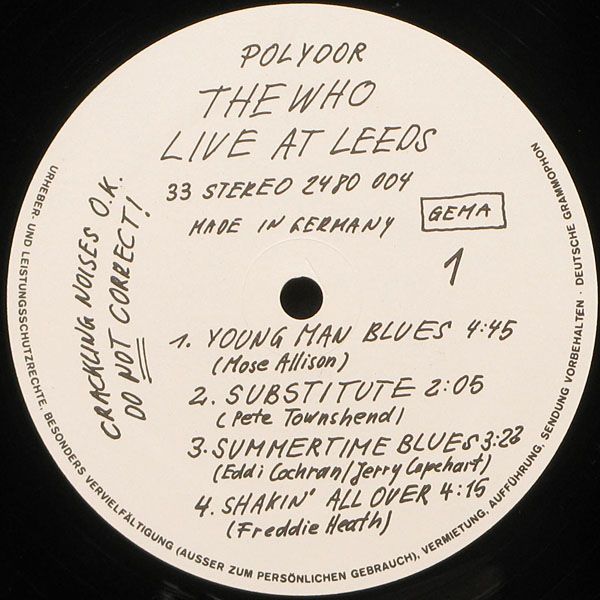 POLYDOR
THE WHO
LIVE AT LEEDS
33 STEREO 2480 004
MADE IN GERMANY
GEMA
1
CRACKLING NOISES O.K.
DO NOT CORRECT!
1. YOUNG MAN BLUES 4:45
(Mose Allison)
2. SUBSTITUTE 2:05
(Pete Townshend)
3. SUMMERTIME BLUES 3:22
(Eddi Cochran/Jerry Capehart)
4. SHAKIN' ALL OVER 4:15
(Freddie Heath)
URHEBER- UND LEISTUNGSSCHUTZRECHTE, BESONDERS VERVIELFÄLTIGUNG (AUSSER ZUM PERSÖNLICHEN GEBRAUCH), VERMIETUNG, AUFFÜHRUNG, SENDUNG VORBEHALTEN · DEUTSCHE GRAMMOPHON